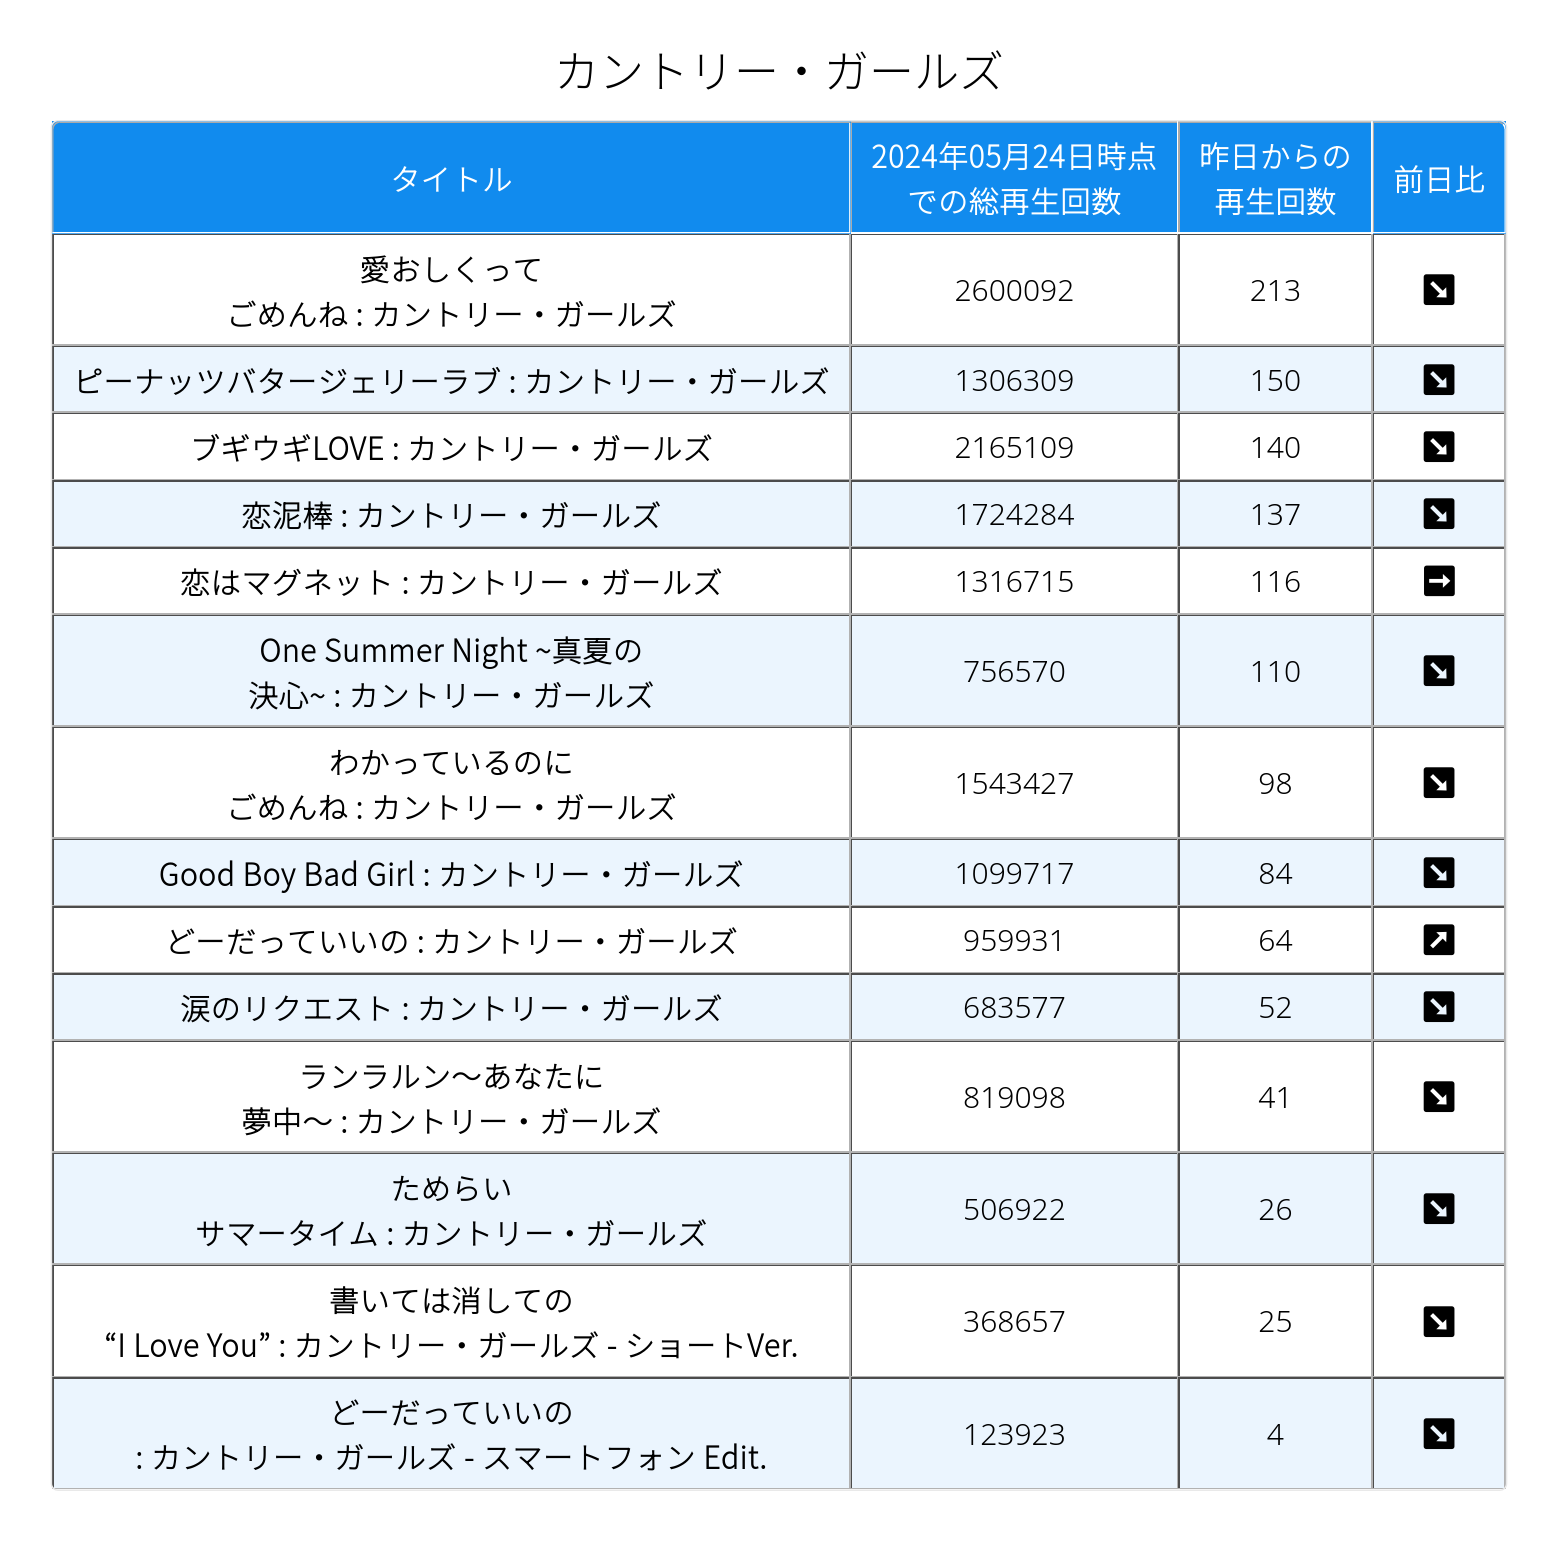 カントリー・ガールズ
タイトル
2024年05月24日時点
での総再生回数
昨日からの
再生回数
前日比
愛おしくって
ごめんね : カントリー・ガールズ
2600092
213
ピーナッツバタージェリーラブ : カントリー・ガールズ
1306309
150
ブギウギLOVE : カントリー・ガールズ
2165109
140
恋泥棒 : カントリー・ガールズ
1724284
137
恋はマグネット : カントリー・ガールズ
1316715
116
One Summer Night ~真夏の
決心~ : カントリー・ガールズ
756570
110
わかっているのに
ごめんね : カントリー・ガールズ
1543427
98
Good Boy Bad Girl : カントリー・ガールズ
1099717
84
どーだっていいの : カントリー・ガールズ
959931
64
涙のリクエスト : カントリー・ガールズ
683577
52
ランラルン〜あなたに
夢中〜 : カントリー・ガールズ
819098
41
ためらい
サマータイム : カントリー・ガールズ
506922
26
書いては消しての
“I Love You” : カントリー・ガールズ - ショートVer.
368657
25
どーだっていいの
: カントリー・ガールズ - スマートフォン Edit.
123923
4